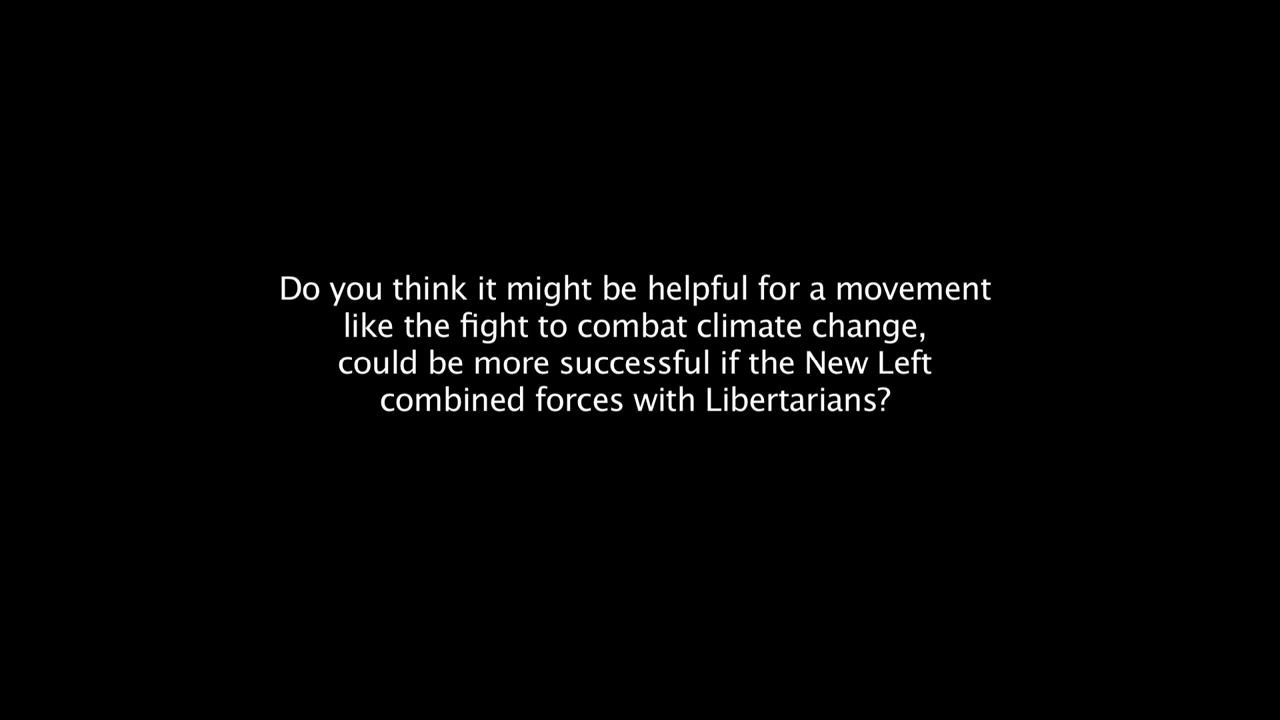 Do you think it might be helpful for a movement
like the fight to combat climate change,
could be more successful if the New Left
combined forces with Libertarians?